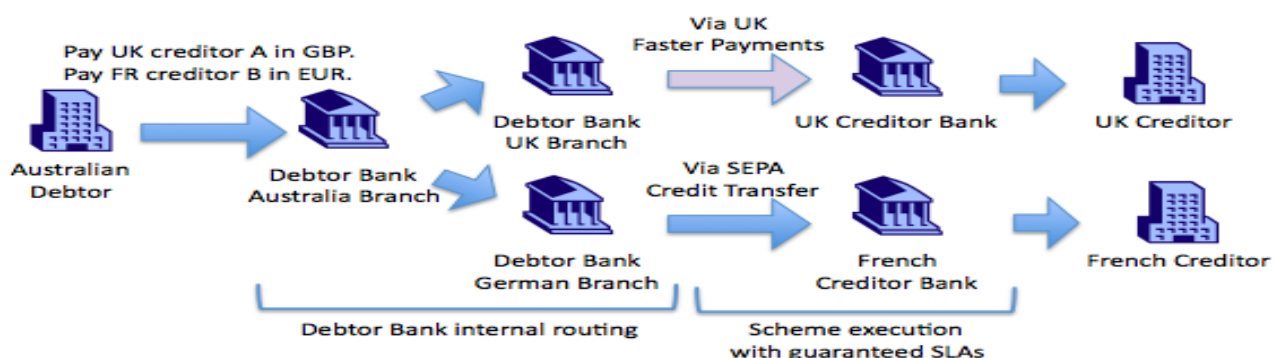 Pay UK creditor A in GBP.
Pay FR creditor B in EUR.
Via UK
Faster Payments
Australian
Debtor
Debtor Bank
Australia Branch
Debtor Bank
UK Branch
UK Creditor Bank
UK Creditor
Via SEPA
Credit Transfer
Debtor Bank
German Branch
French
Creditor Bank
French Creditor
Debtor Bank internal routing
Scheme execution
with guaranteed SLAs